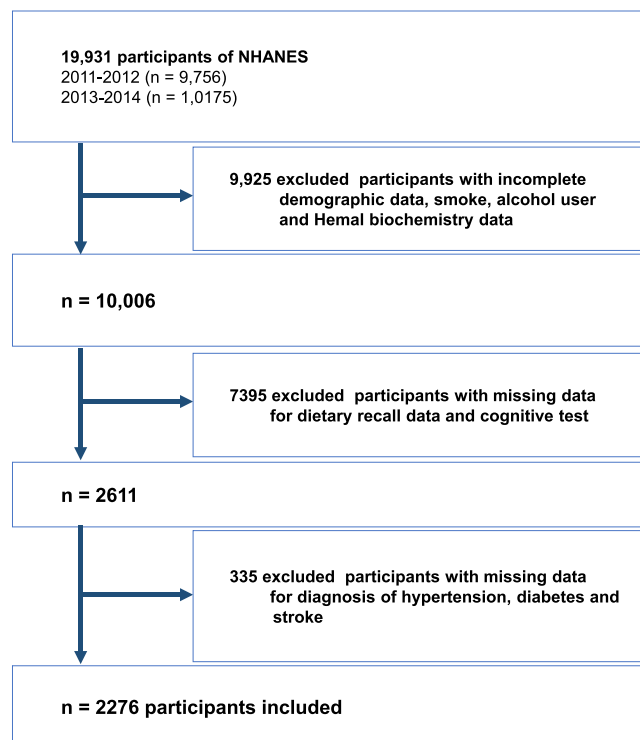 19,931 participants of NHANES
2011-2012 (n = 9,756)
2013-2014 (n = 1,0175)
9,925 excluded participants with incomplete
demographic data, smoke, alcohol user
and Hemal biochemistry data
n = 10,006
7395 excluded participants with missing data
for dietary recall data and cognitive test
n = 2611
335 excluded participants with missing data
for diagnosis of hypertension, diabetes and
stroke
n = 2276 participants included